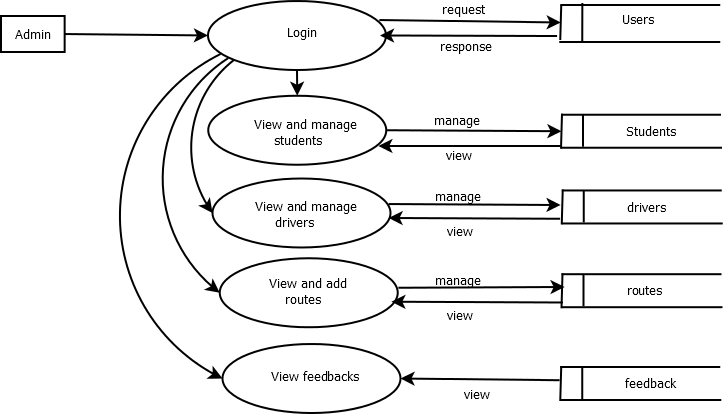 request
Admin
Login
Users
response
View and manage
students
manage
Students
view
View and manage
drivers
manage
drivers
view
View and add
routes
manage
routes
view
View feedbacks
feedback
view